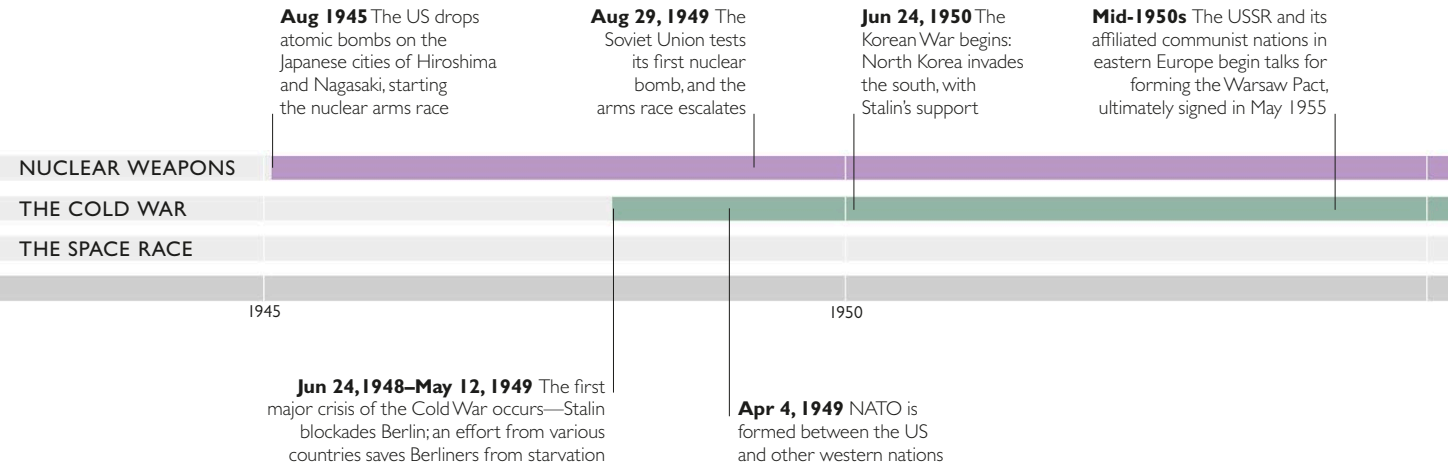 Aug 1945 The US drops
atomic bombs on the
Japanese cities of Hiroshima
and Nagasaki, starting
the nuclear arms race
Aug 29, 1949 The
Soviet Union tests
its first nuclear
bomb, and the
arms race escalates
Jun 24, 1950 The
Korean War begins:
North Korea invades
the south, with
Stalin's support
Mid-1950s The USSR and its
affiliated communist nations in
eastern Europe begin talks for
forming the Warsaw Pact,
ultimately signed in May 1955
NUCLEAR WEAPONS
THE COLD WAR
THE SPACE RACE
1945
1950
Jun 24, 1948–May 12, 1949 The first
major crisis of the Cold War occurs—Stalin
blockades Berlin; an effort from various
countries saves Berliners from starvation
Apr 4, 1949 NATO is
formed between the US
and other western nations